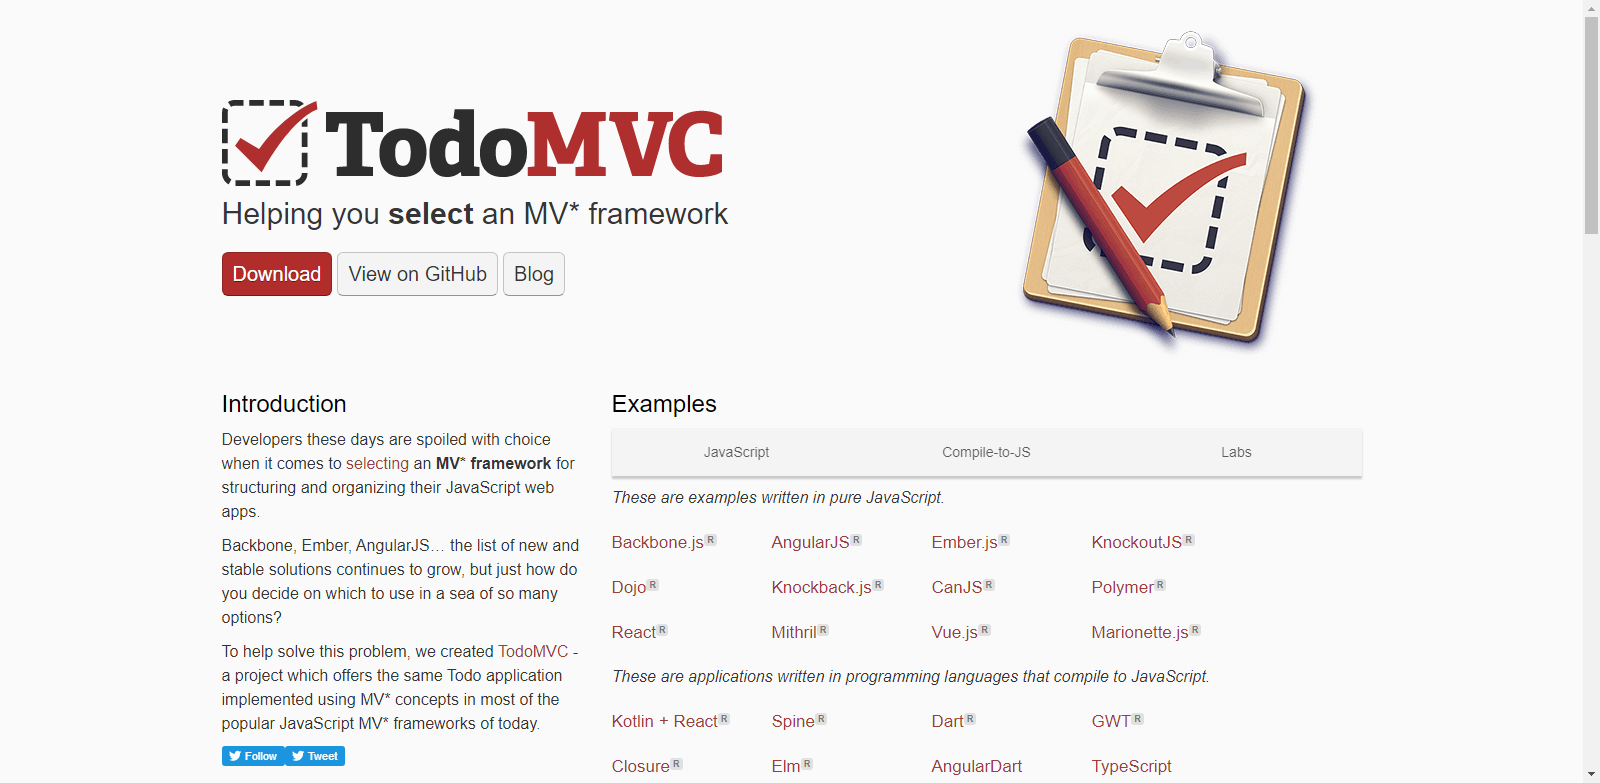 TodoMVC
Helping you select an MV* framework
Download View on GitHub Blog
Introduction
Developers these days are spoiled with choice
when it comes to selecting an MV* framework for
structuring and organizing their JavaScript web
apps.
Backbone, Ember, AngularJS… the list of new and
stable solutions continues to grow, but just how do
you decide on which to use in a sea of so many
options?
To help solve this problem, we created TodoMVC -
a project which offers the same Todo application
implemented using MV* concepts in most of the
popular JavaScript MV* frameworks of today.
Follow Tweet
Examples
JavaScript Compile-to-JS Labs
These are examples written in pure JavaScript.
Backbone.js R AngularJS R Ember.js R KnockoutJS R
Dojo R Knockback.js R CanJS R Polymer R
React R Mithril R Vue.js R Marionette.js R
These are applications written in programming languages that compile to JavaScript.
Kotlin + React R Spine R Dart R GWT R
Closure R Elm R AngularDart TypeScript